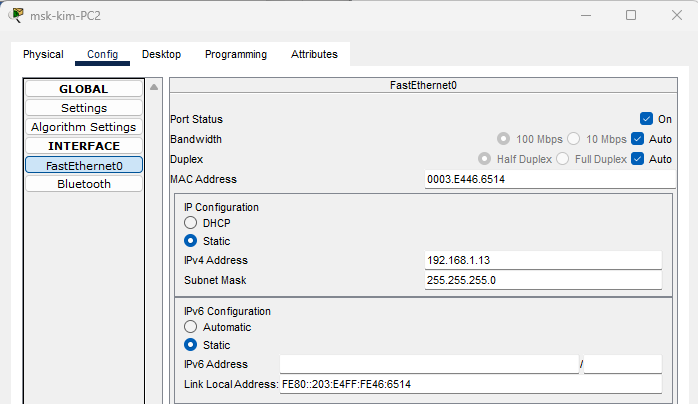 msk-kim-PC2
Physical Config Desktop Programming Attributes
GLOBAL
Settings
Algorithm Settings
INTERFACE
FastEthernet0
Bluetooth
FastEthernet0
Port Status On
Bandwidth 100 Mbps 10 Mbps Auto
Duplex Half Duplex Full Duplex Auto
MAC Address 0003.E446.6514
IP Configuration
DHCP
Static
IPv4 Address 192.168.1.13
Subnet Mask 255.255.255.0
IPv6 Configuration
Automatic
Static
IPv6 Address /
Link Local Address: FE80::203:E4FF:FE46:6514